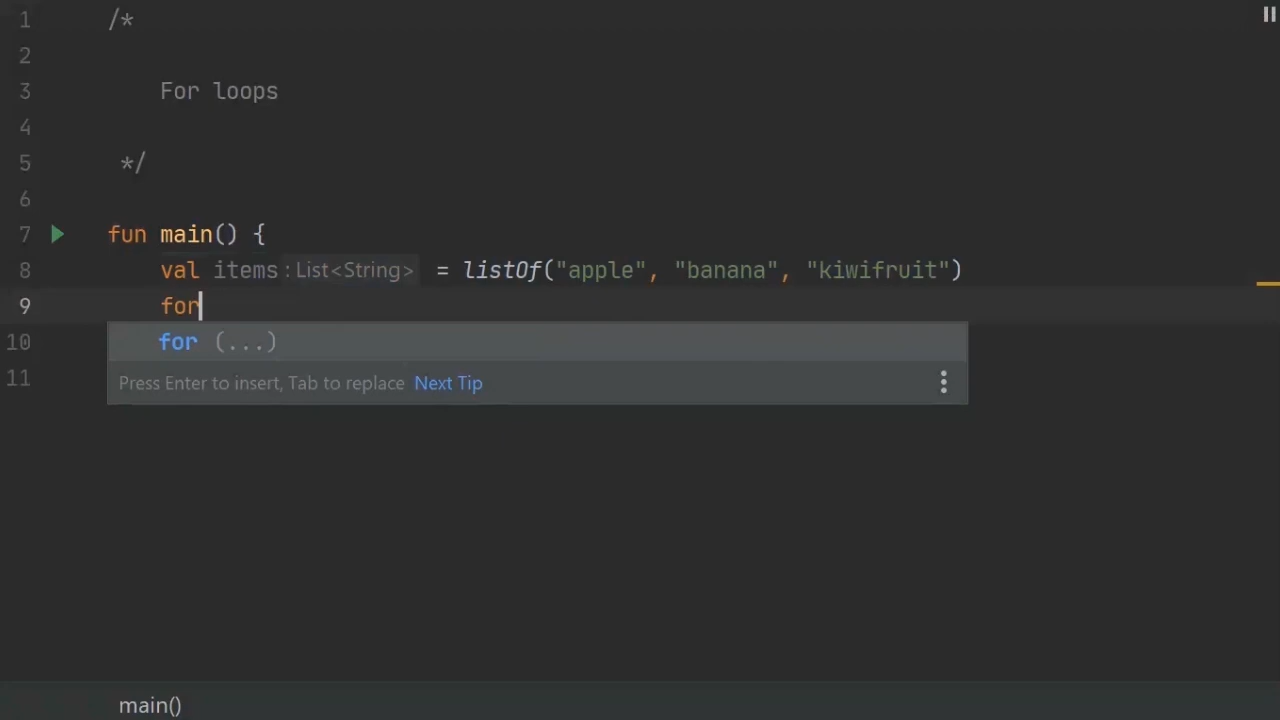 1 /*
2
3 For loops
4
5 */
6
7 fun main() {
8 val items: List<String> = listOf("apple", "banana", "kiwifruit")
9 for
10 for (...)
11 Press Enter to insert, Tab to replace Next Tip
main()